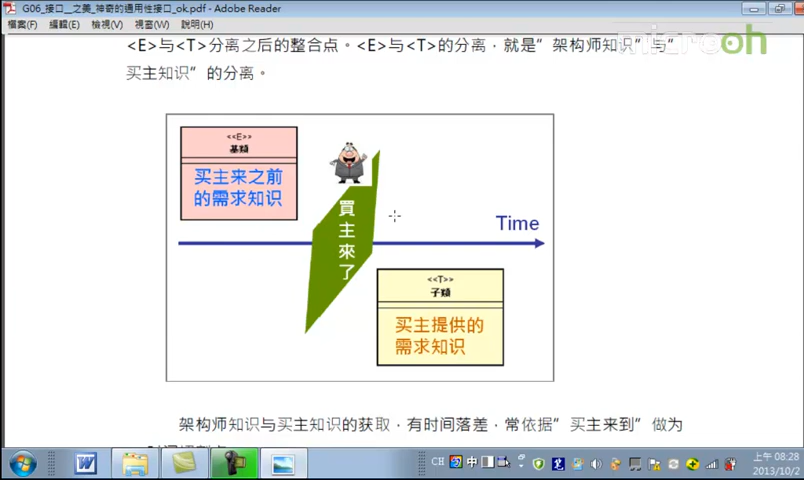 G06_接口__之美_神奇的通用性接口_ok.pdf - Adobe Reader
檔案(F) 編輯(E) 檢視(V) 視窗(W) 說明(H)
microoh
<E>与<T>分离之后的整合点。<E>与<T>的分离，就是“架构师知识”与“
买主知识”的分离。
<<E>>
基類
买主来之前
的需求知识
買主來了
Time
<<T>>
子類
买主提供的
需求知识
架构师知识与买主知识的获取，有时间落差，常依据“买主来到”做为
CH
中
上午 08:28
2013/10/2